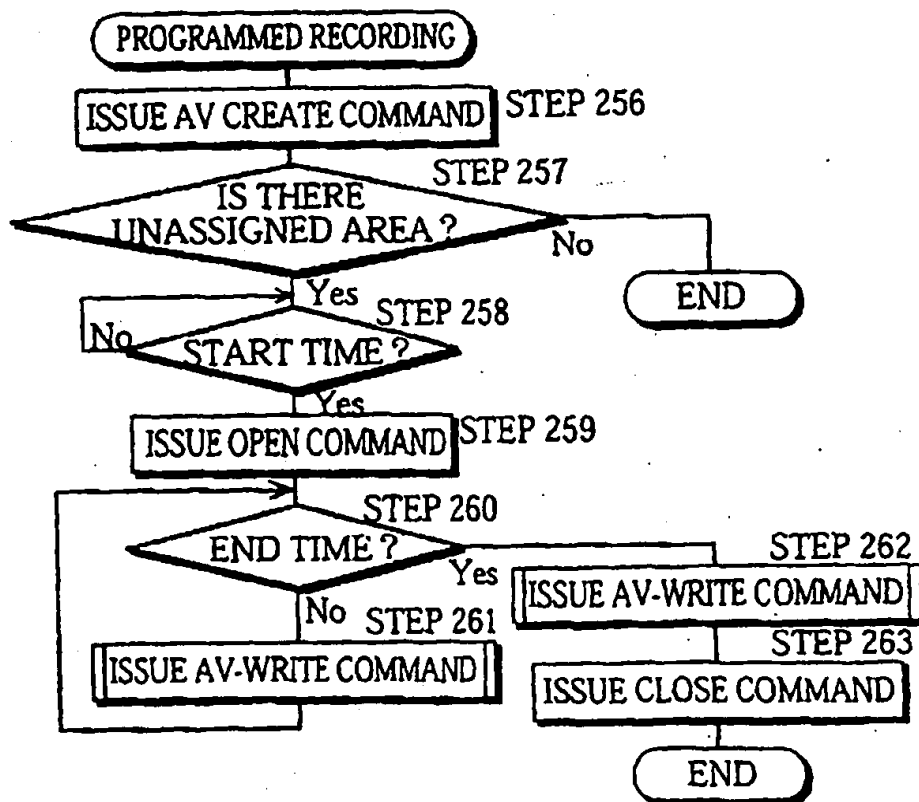 PROGRAMMED RECORDING
ISSUE AV CREATE COMMAND
STEP 256
STEP 257
IS THERE
UNASSIGNED AREA?
No
END
Yes
STEP 258
No
START TIME?
Yes
ISSUE OPEN COMMAND
STEP 259
STEP 260
END TIME?
Yes
No
STEP 261
ISSUE AV-WRITE COMMAND
STEP 262
ISSUE AV-WRITE COMMAND
STEP 263
ISSUE CLOSE COMMAND
END